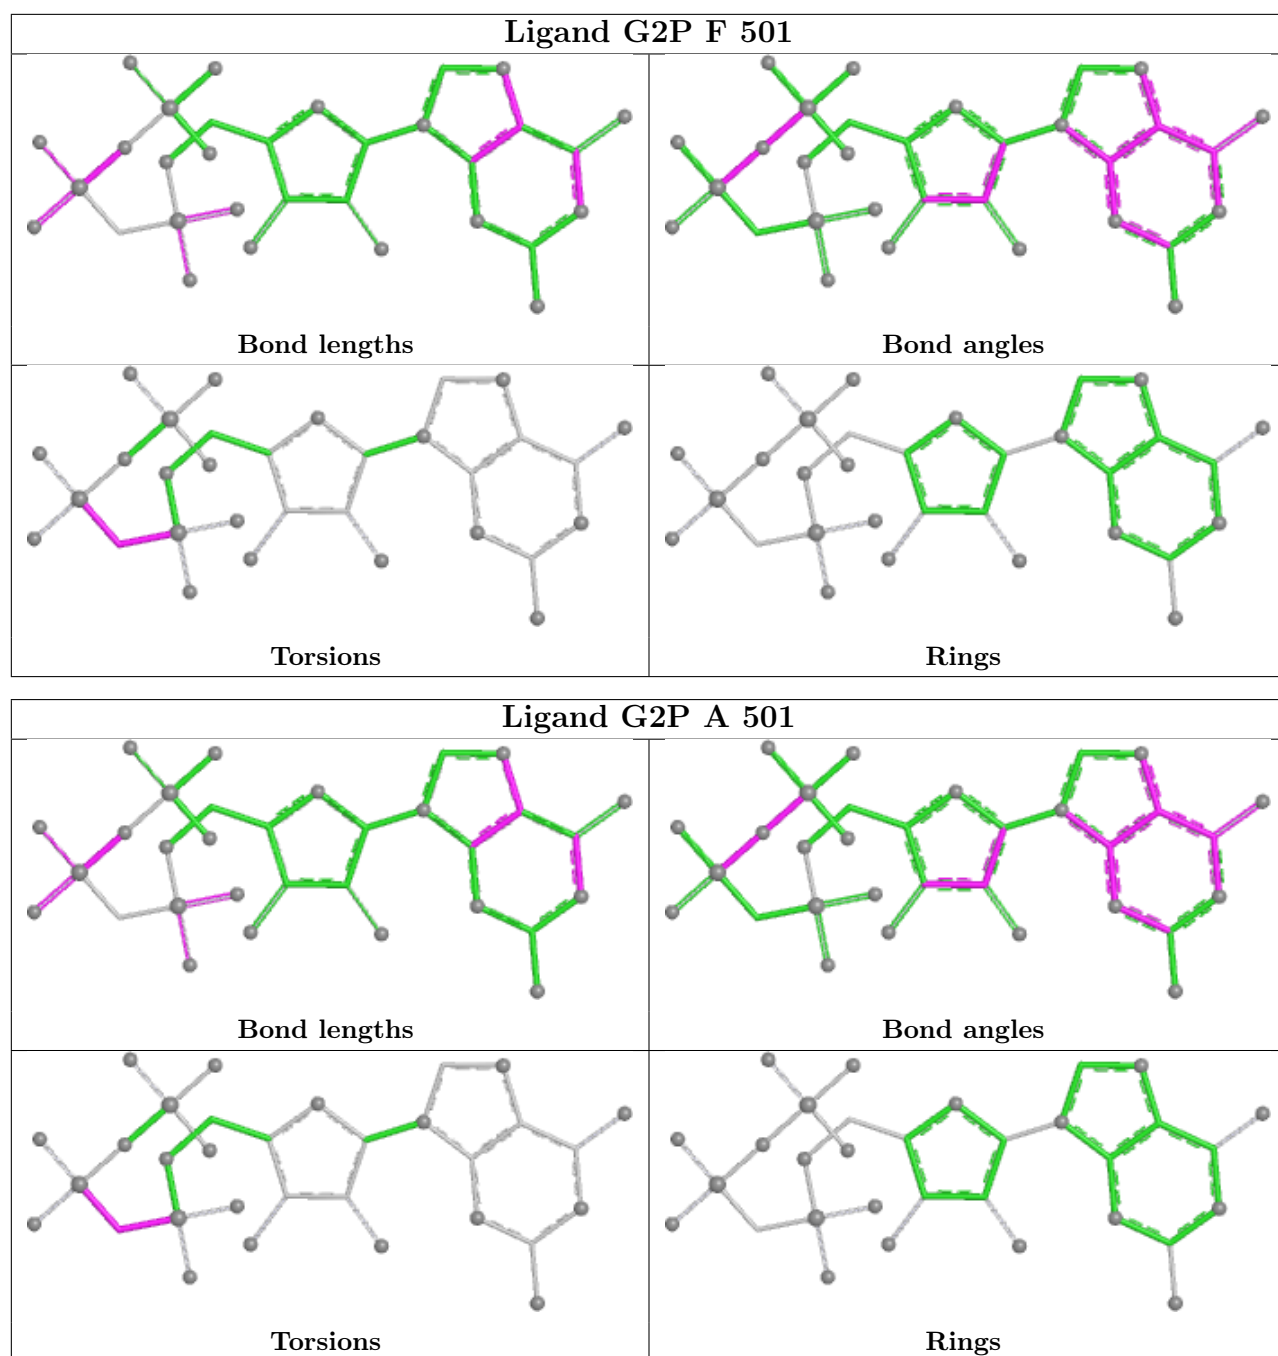 Ligand G2P F 501
Bond lengths
Bond angles
Torsions
Rings
Ligand G2P A 501
Bond lengths
Bond angles
Torsions
Rings